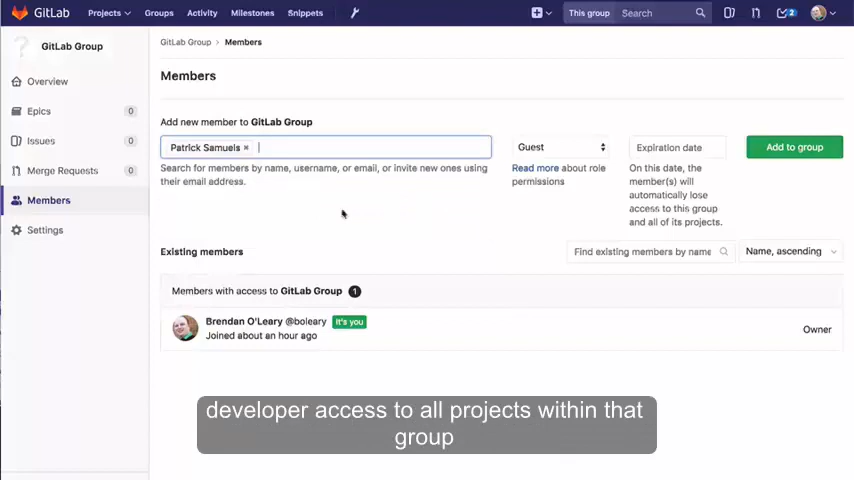 GitLab Projects Groups Activity Milestones Snippets This group Search 2
GitLab Group
Overview
Epics 0
Issues 0
Merge Requests 0
Members
Settings
GitLab Group > Members
Members
Add new member to GitLab Group
Patrick Samuels × Guest Expiration date Add to group
Search for members by name, username, or email, or invite new ones using
their email address.
Read more about role
permissions
On this date, the
member(s) will
automatically lose
access to this group
and all of its projects.
Existing members Find existing members by name Name, ascending
Members with access to GitLab Group 1
Brendan O'Leary @boleary It's you
Joined about an hour ago
Owner
developer access to all projects within that
group